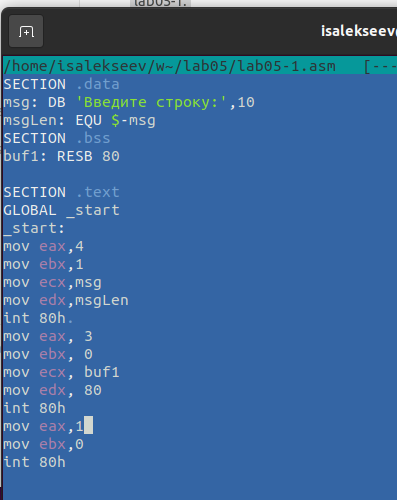 lab05-1.
isalekseev
/home/isalekseev/w~/lab05/lab05-1.asm [---
SECTION .data
msg: DB 'Введите строку:',10
msgLen: EQU $-msg
SECTION .bss
buf1: RESB 80
SECTION .text
GLOBAL _start
_start:
mov eax,4
mov ebx,1
mov ecx,msg
mov edx,msgLen
int 80h.
mov eax, 3
mov ebx, 0
mov ecx, buf1
mov edx, 80
int 80h
mov eax,1
mov ebx,0
int 80h